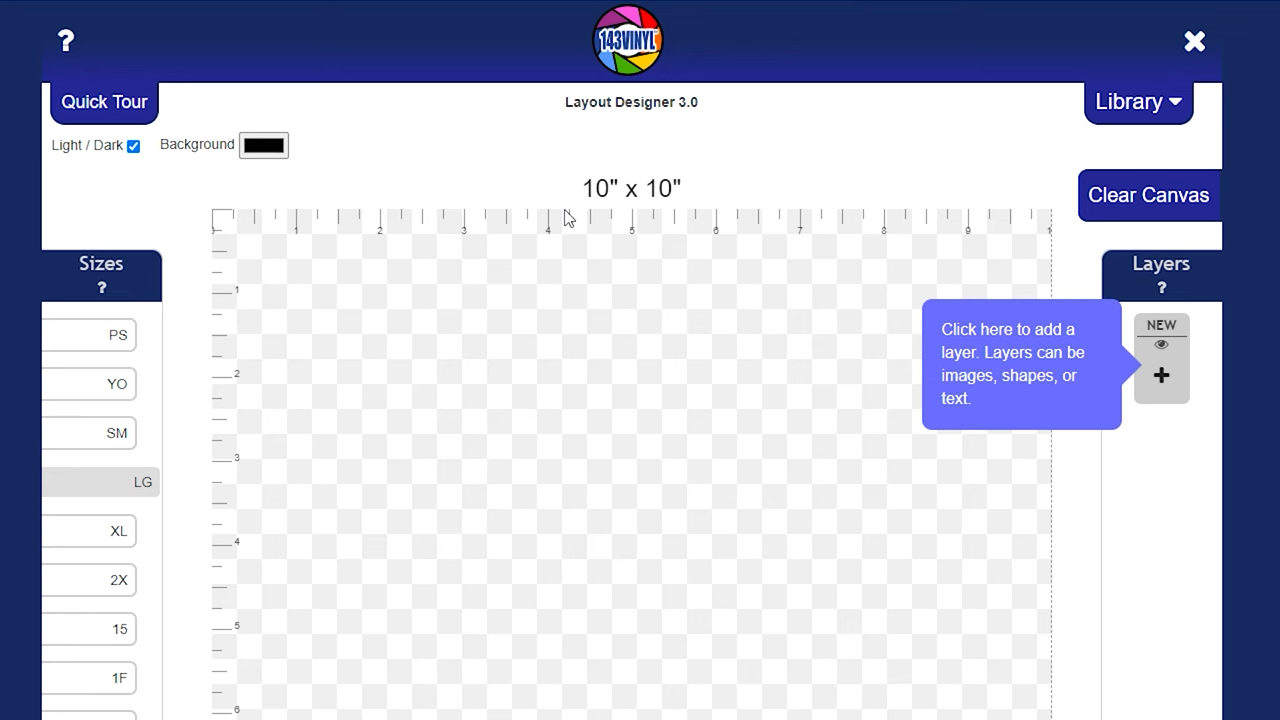 ?
143VINYL
Quick Tour
Layout Designer 3.0
Library
Light / Dark
Background
10" x 10"
Clear Canvas
1
2
3
4
5
6
7
8
9
Sizes
?
Layers
?
PS
YO
SM
LG
XL
2X
15
1F
1
2
3
4
5
6
NEW
Click here to add a
layer. Layers can be
images, shapes, or
text.